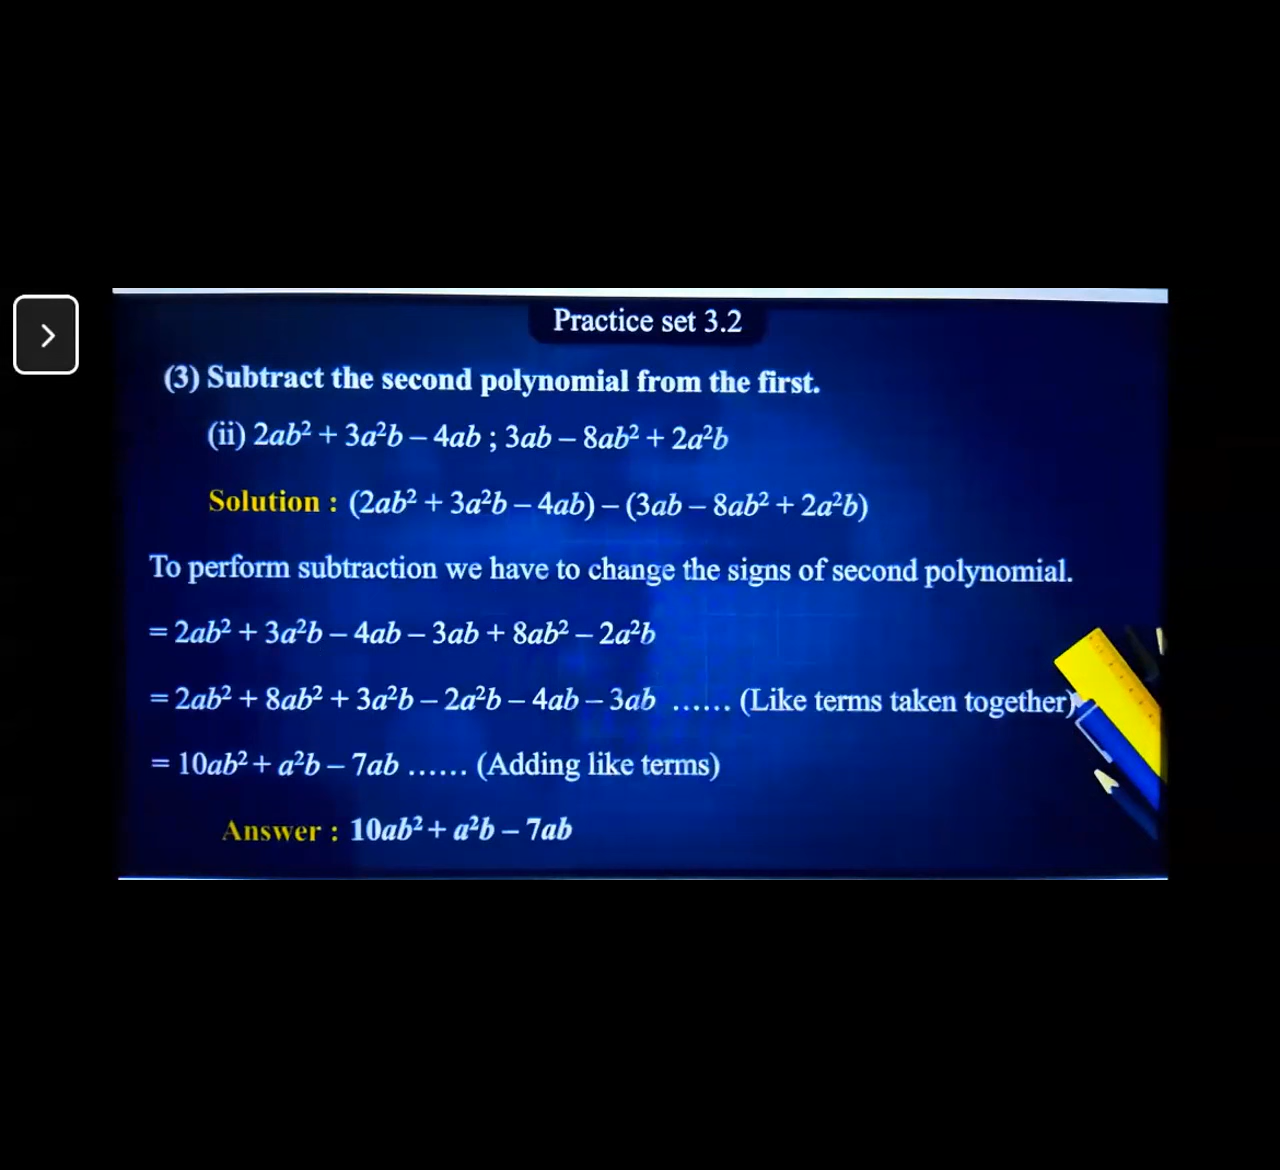 Practice set 3.2
(3) Subtract the second polynomial from the first.
(ii) 2ab² + 3a²b – 4ab ; 3ab – 8ab² + 2a²b
Solution : (2ab² + 3a²b – 4ab) – (3ab – 8ab² + 2a²b)
To perform subtraction we have to change the signs of second polynomial.
= 2ab² + 3a²b – 4ab – 3ab + 8ab² – 2a²b
= 2ab² + 8ab² + 3a²b – 2a²b – 4ab – 3ab ...... (Like terms taken together)
= 10ab² + a²b – 7ab ...... (Adding like terms)
Answer : 10ab² + a²b – 7ab